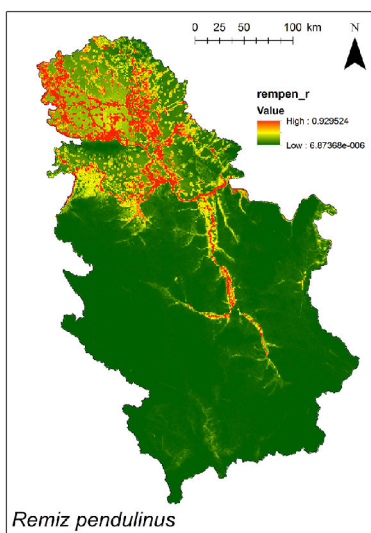 0 25 50 100 km
N
rempen_r
Value
High : 0.929524
Low : 6.87368e-006
Remiz pendulinus